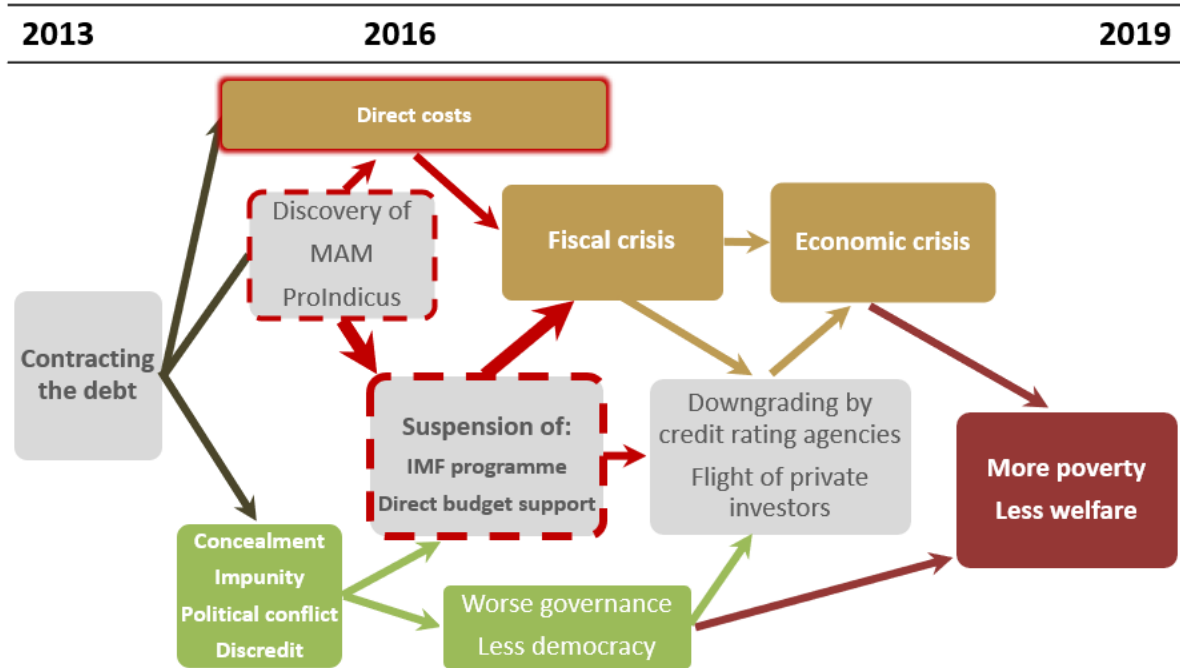 2013
2016
2019
Direct costs
Discovery of
MAM
ProIndicus
Fiscal crisis
Economic crisis
Contracting
the debt
Suspension of:
IMF programme
Direct budget support
Downgrading by
credit rating agencies
Flight of private
investors
More poverty
Less welfare
Concealment
Impunity
Political conflict
Discredit
Worse governance
Less democracy